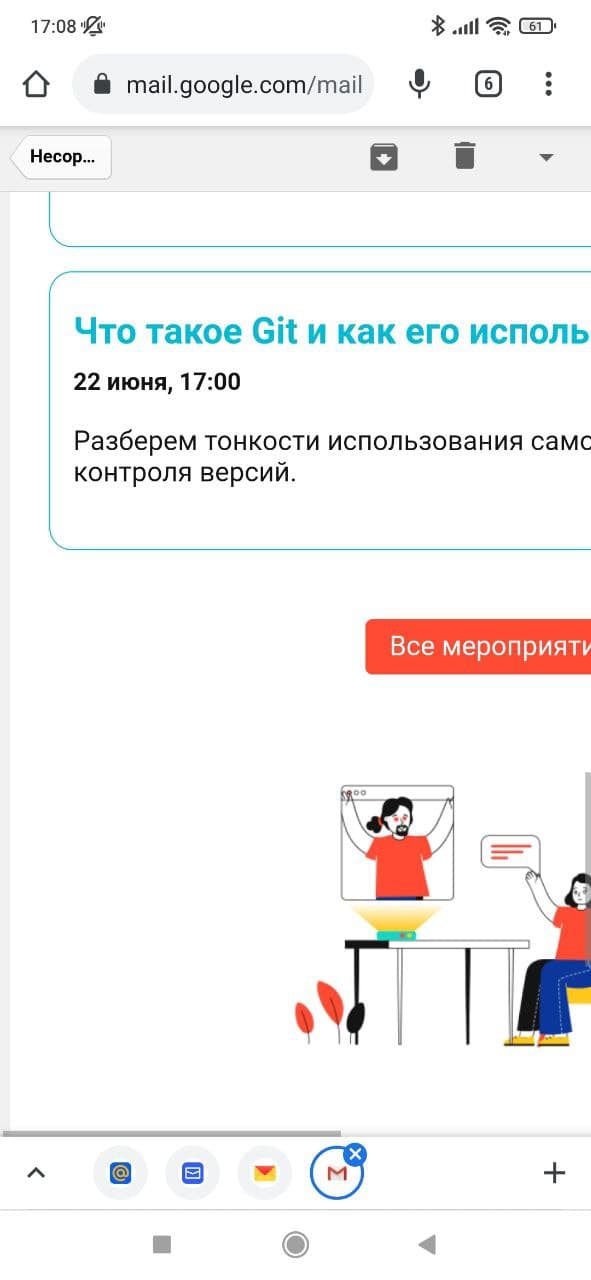 17:08
61
mail.google.com/mail
6
Несор...
Что такое Git и как его исполь
22 июня, 17:00
Разберем тонкости использования само
контроля версий.
Все мероприяти